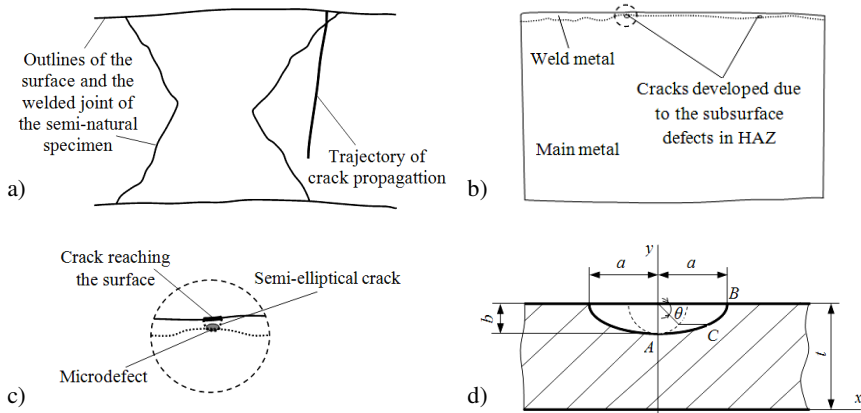 Outlines of the
surface and the
welded joint of
the semi-natural
specimen
Trajectory of
crack propagattion
a)
Weld metal
Cracks developed due
to the subsurface
defects in HAZ
Main metal
b)
Crack reaching
the surface
Semi-elliptical crack
Microdefect
c)
y
a
a
B
b
θ
C
A
t
x
d)